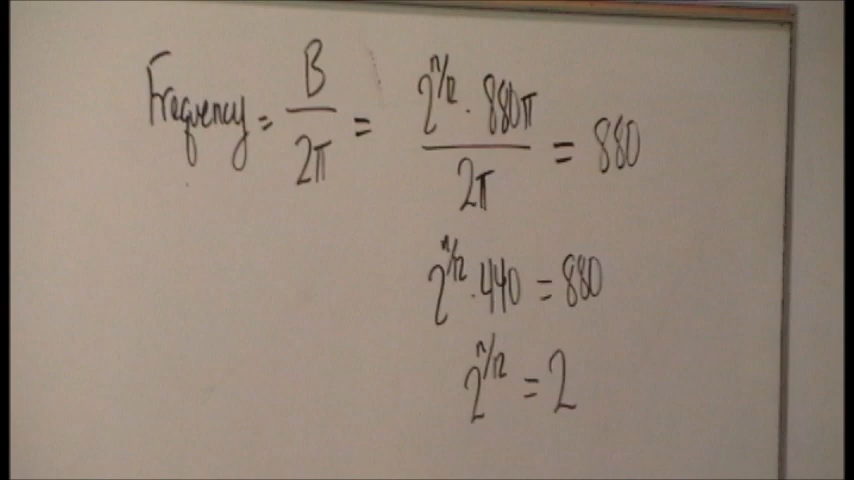 Frequency = B/2π = 2^(n/12) · 880π / 2π = 880
2^(n/12) · 440 = 880
2^(n/12) = 2